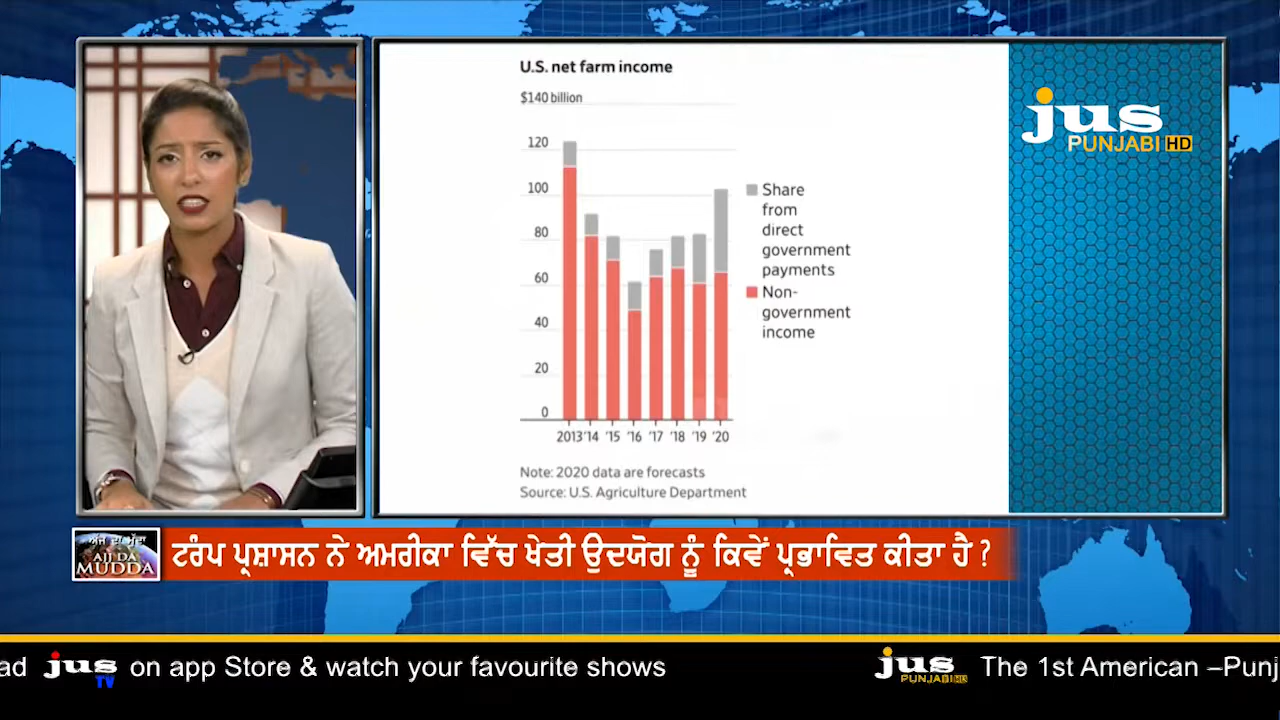 U.S. net farm income
$140 billion
120
100
80
60
40
20
0
2013 '14 '15 '16 '17 '18 '19 '20
Share
from
direct
government
payments
Non-
government
income
Note: 2020 data are forecasts
Source: U.S. Agriculture Department
jus
PUNJABI HD
ਅੱਜ ਦਾ ਮੁੱਦਾ
AJJ DA
MUDDA
ਟਰੰਪ ਪ੍ਰਸ਼ਾਸਨ ਨੇ ਅਮਰੀਕਾ ਵਿੱਚ ਖੇਤੀ ਉਦਯੋਗ ਨੂੰ ਕਿਵੇਂ ਪ੍ਰਭਾਵਿਤ ਕੀਤਾ ਹੈ ?
ad jus TV on app Store & watch your favourite shows jus PUNJABI HD The 1st American –Punj